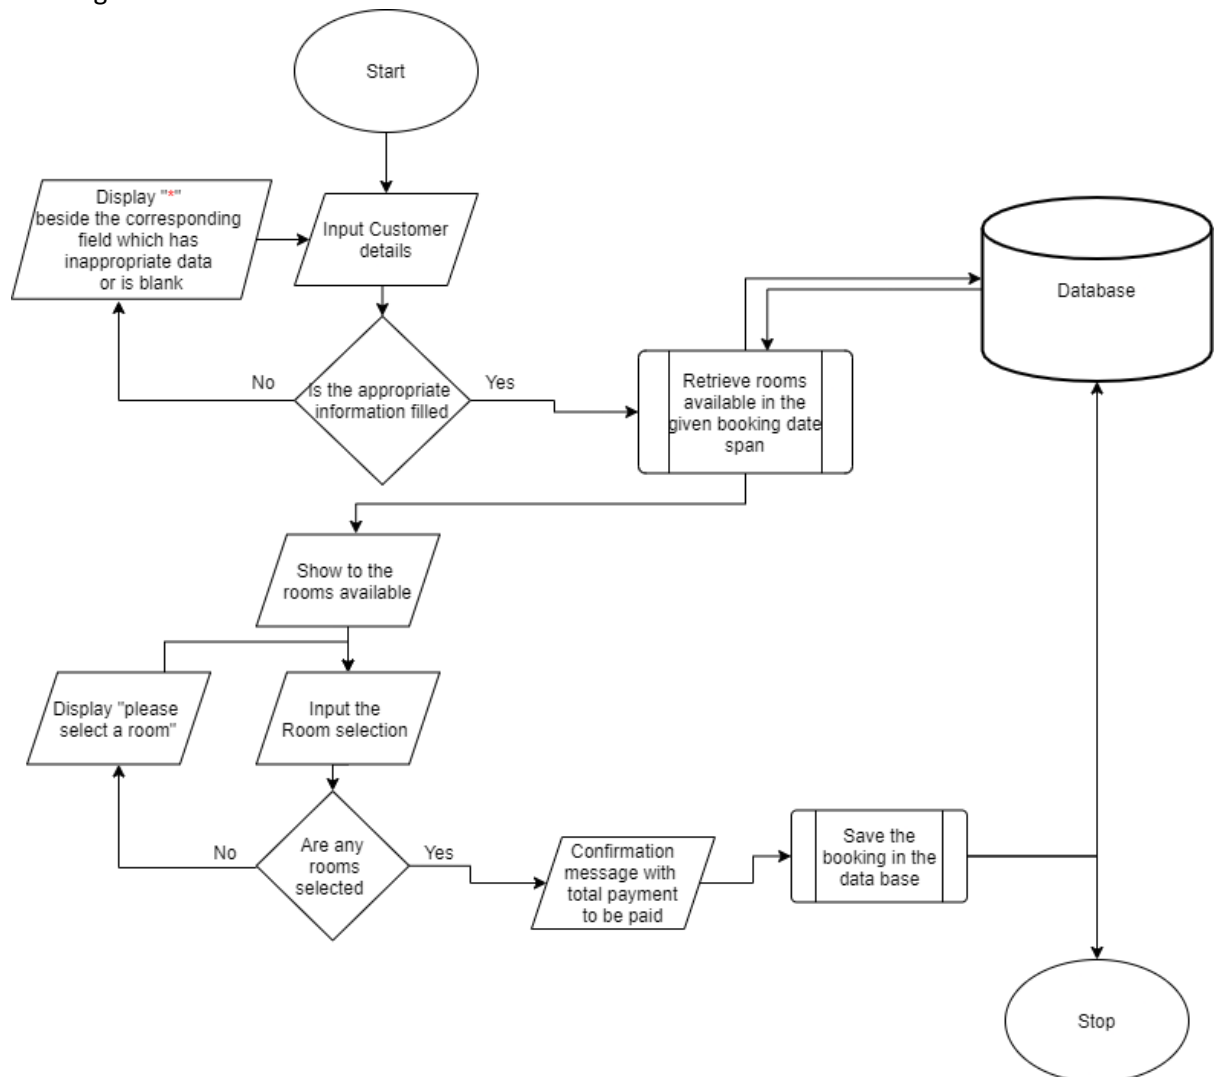 Start
Display "*"
beside the corresponding
field which has
inappropriate data
or is blank
Input Customer
details
Database
No
Is the appropriate
information filled
Yes
Retrieve rooms
available in the
given booking date
span
Show to the
rooms available
Display "please
select a room"
Input the
Room selection
No
Are any
rooms
selected
Yes
Confirmation
message with
total payment
to be paid
Save the
booking in the
data base
Stop